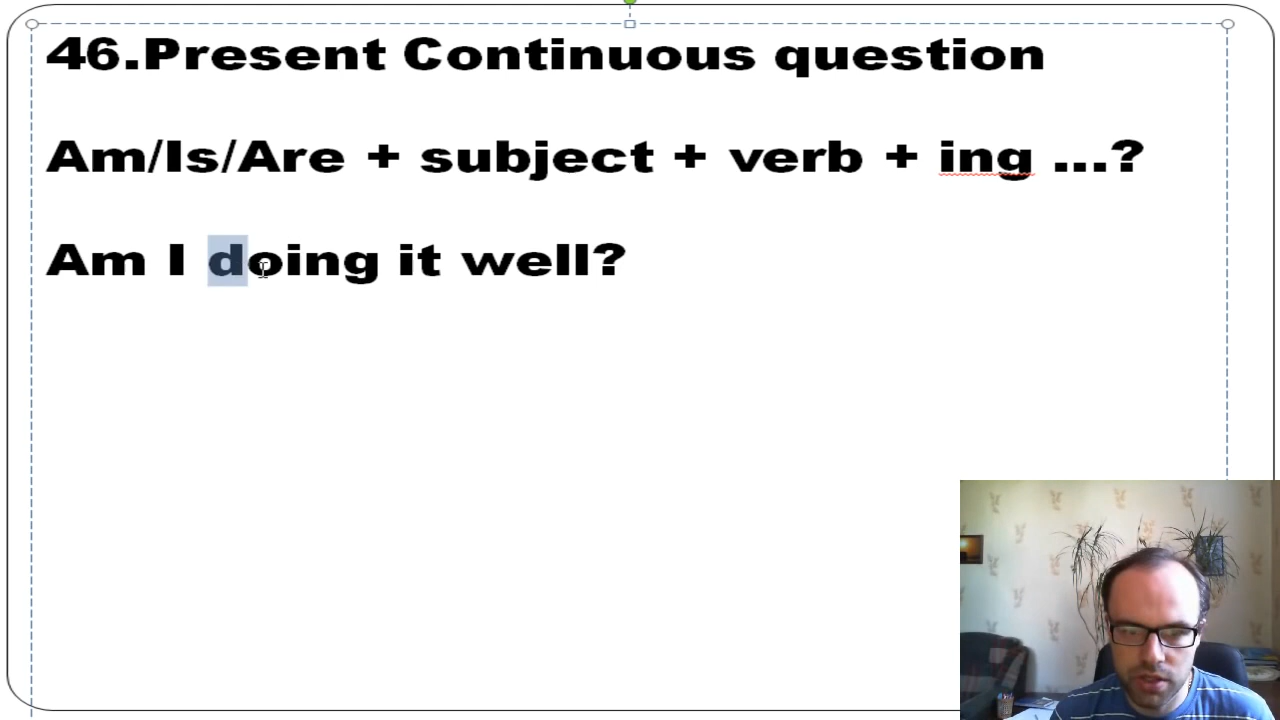 46.Present Continuous question
Am/Is/Are + subject + verb + ing ...?
Am I doing it well?